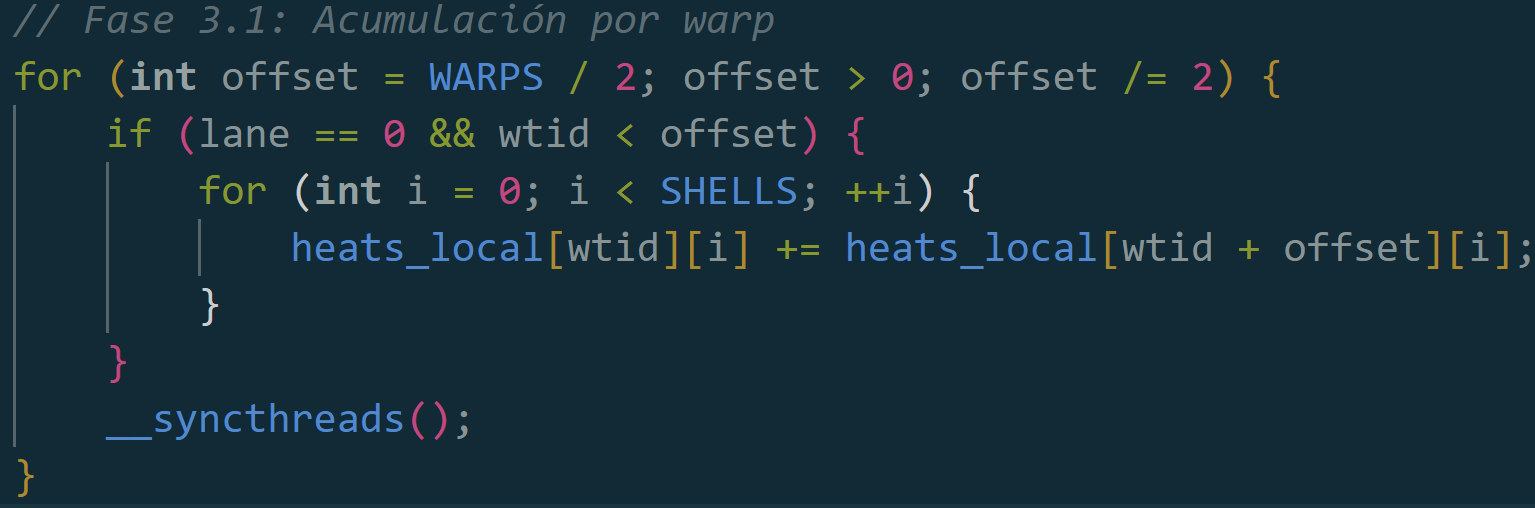 // Fase 3.1: Acumulación por warp
for (int offset = WARPS / 2; offset > 0; offset /= 2) {
    if (lane == 0 && wtid < offset) {
        for (int i = 0; i < SHELLS; ++i) {
            heats_local[wtid][i] += heats_local[wtid + offset][i];
        }
    }
    __syncthreads();
}